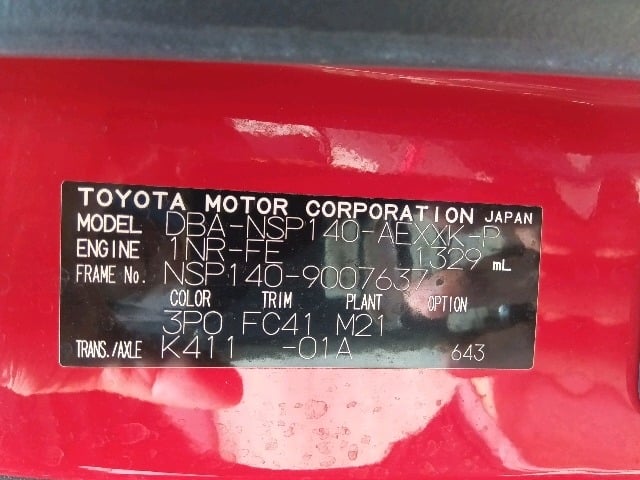 TOYOTA MOTOR CORPORATION JAPAN
MODEL DBA-NSP140-AEXXK-P
ENGINE 1NR-FE 1329 mL
FRAME No. NSP140-9007637
COLOR TRIM PLANT OPTION
3P0 FC41 M21
TRANS./AXLE K411 -01A 643